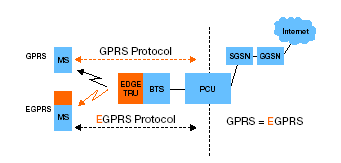 Internet
GPRS Protocol
GPRS
MS
SGSN
GGSN
EDGE
TRU
BTS
PCU
EGPRS
MS
EGPRS Protocol
GPRS = EGPRS